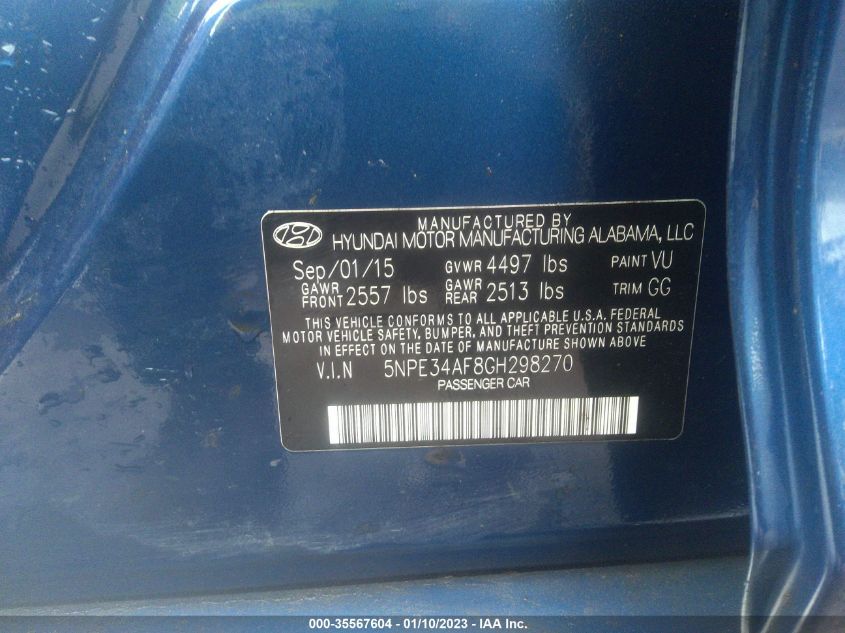 MANUFACTURED BY
HYUNDAI MOTOR MANUFACTURING ALABAMA, LLC
Sep/01/15 GVWR 4497 lbs PAINT VU
GAWR FRONT 2557 lbs GAWR REAR 2513 lbs TRIM GG
THIS VEHICLE CONFORMS TO ALL APPLICABLE U.S.A. FEDERAL
MOTOR VEHICLE SAFETY, BUMPER, AND THEFT PREVENTION STANDARDS
IN EFFECT ON THE DATE OF MANUFACTURE SHOWN ABOVE
V.I.N 5NPE34AF8GH298270
PASSENGER CAR
000-35567604 - 01/10/2023 - IAA Inc.